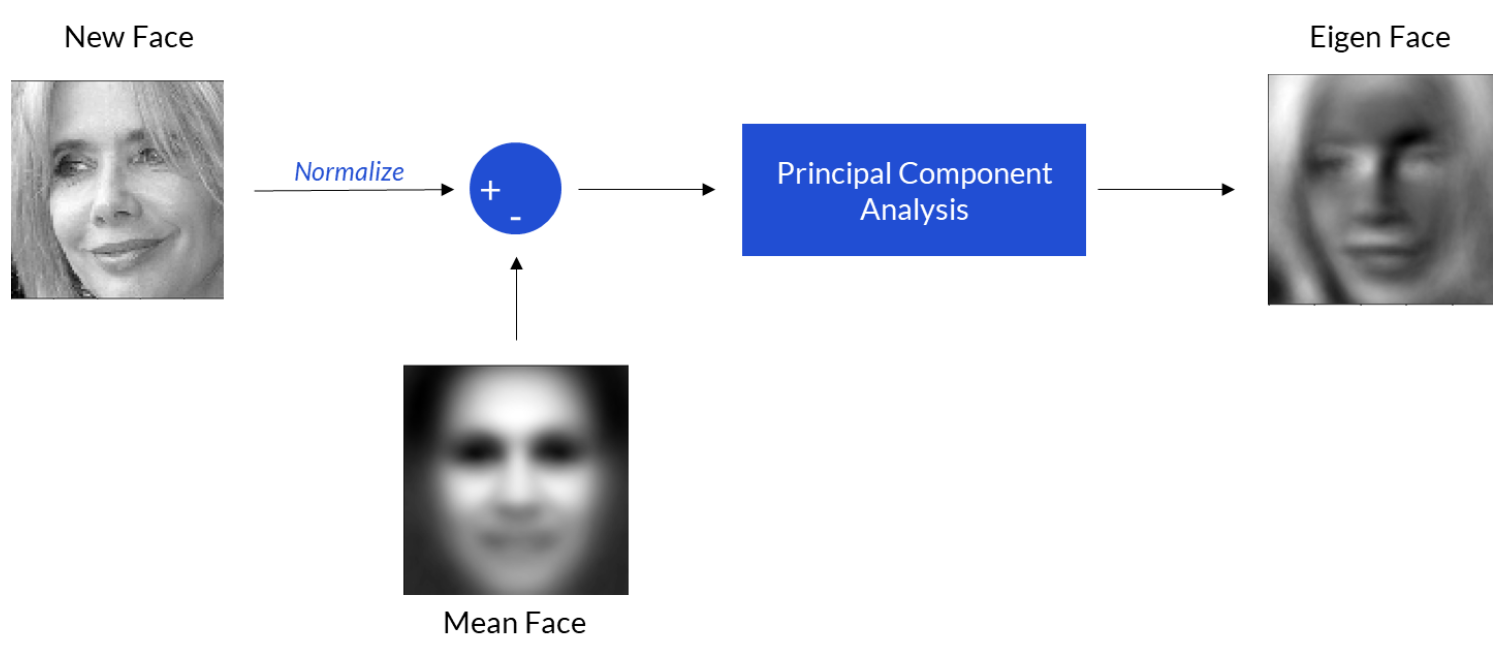 New Face
Eigen Face
Normalize
+
-
Principal Component
Analysis
Mean Face